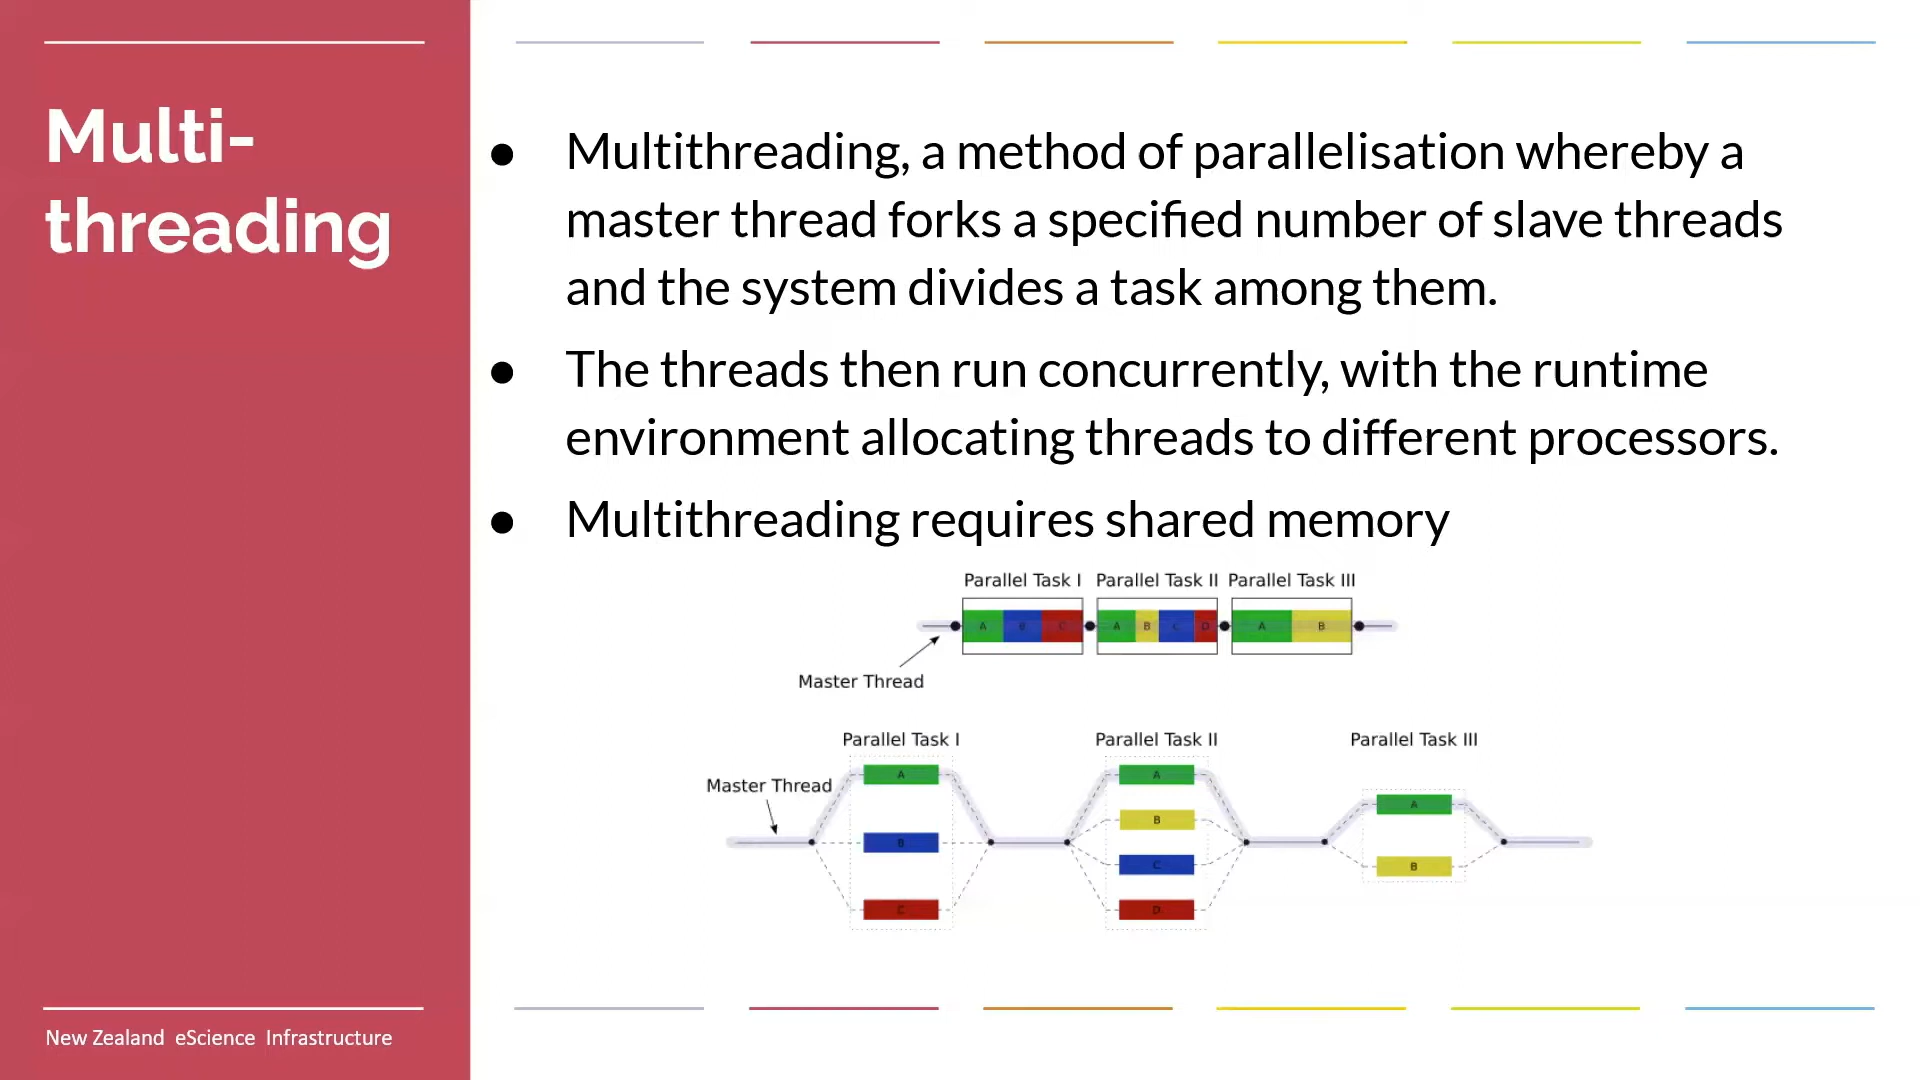 Multi-
threading
● Multithreading, a method of parallelisation whereby a
master thread forks a specified number of slave threads
and the system divides a task among them.
● The threads then run concurrently, with the runtime
environment allocating threads to different processors.
● Multithreading requires shared memory
Parallel Task I Parallel Task II Parallel Task III
A B C A B C D A B
Master Thread
Parallel Task I Parallel Task II Parallel Task III
Master Thread
A A A
B B B
C C
D
New Zealand eScience Infrastructure